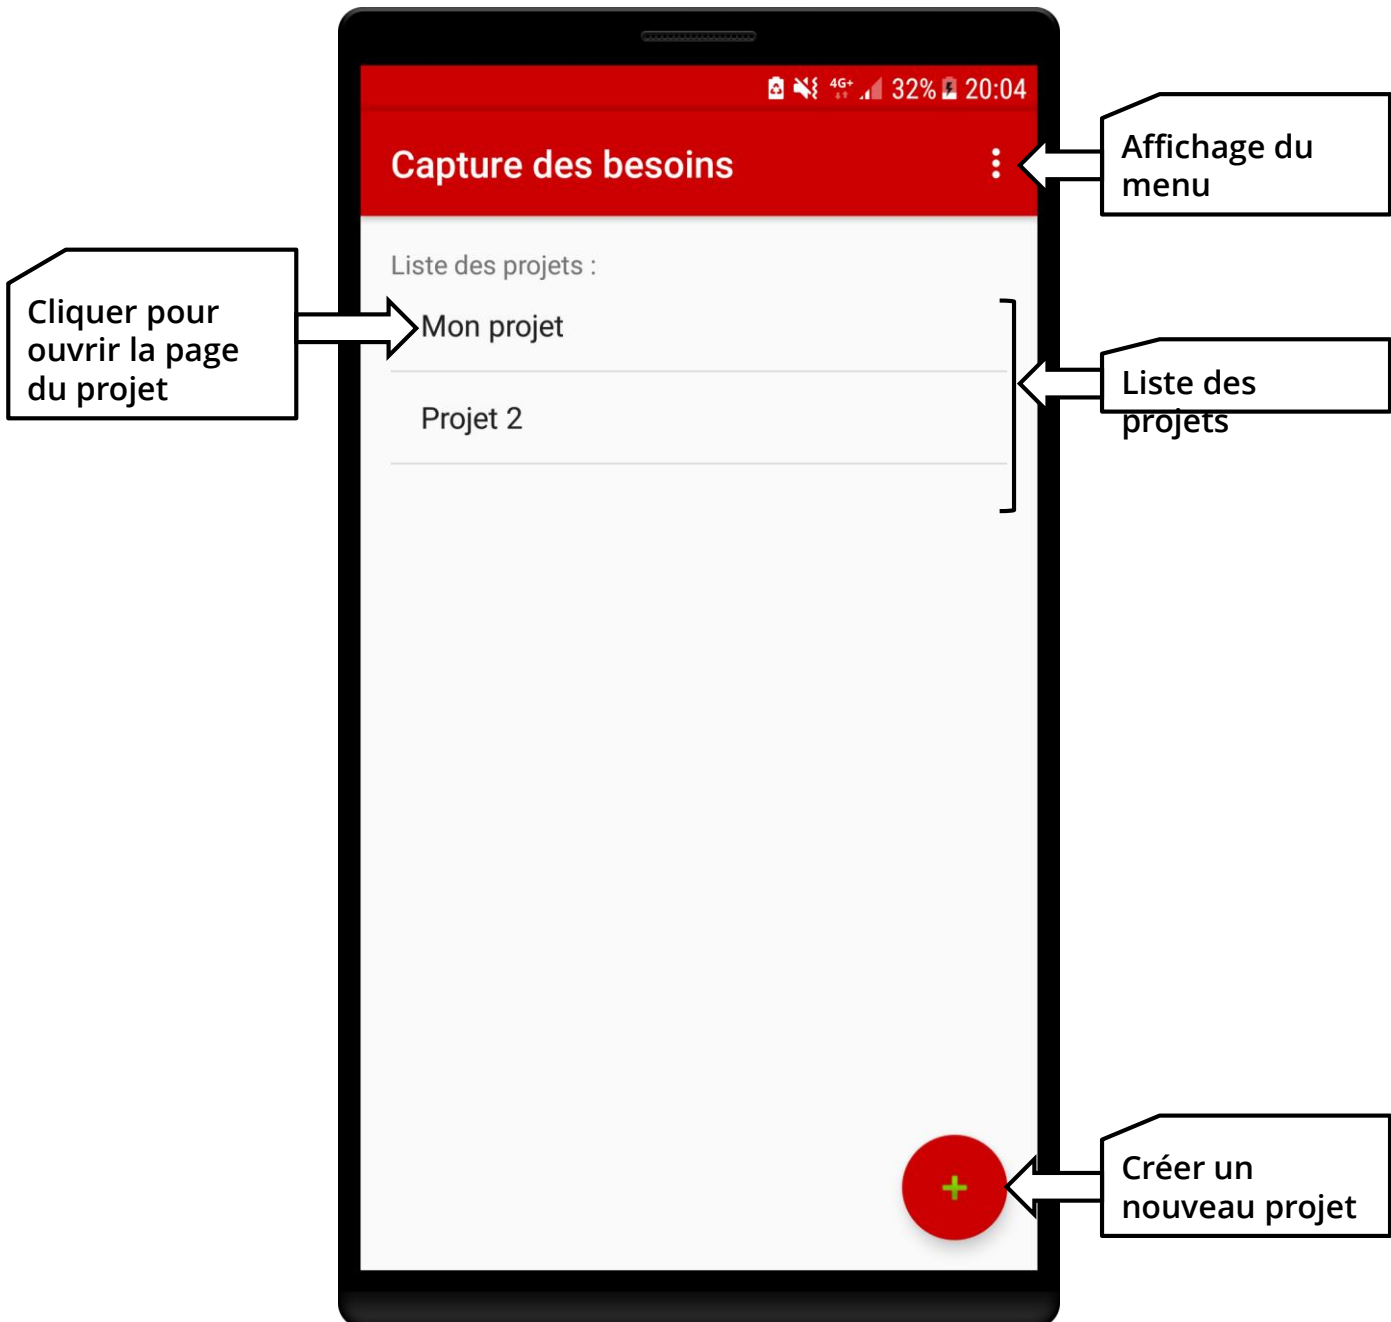 4G+ 32% 20:04
Capture des besoins
Affichage du
menu
Liste des projets :
Cliquer pour
ouvrir la page
du projet
Mon projet
Projet 2
Liste des
projets
+
Créer un
nouveau projet